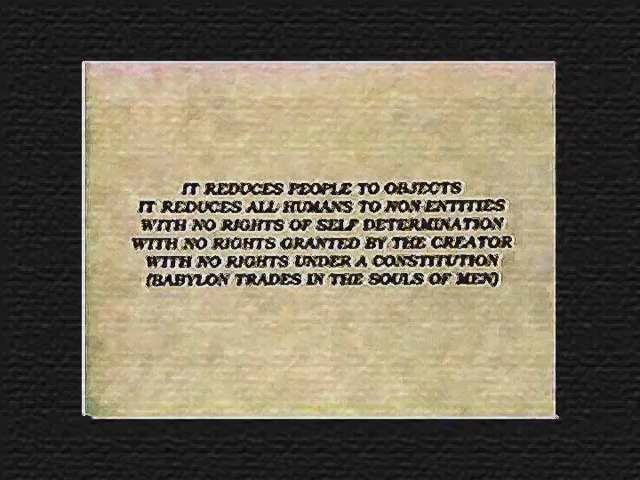 IT REDUCES PEOPLE TO OBJECTS
IT REDUCES ALL HUMANS TO NON-ENTITIES
WITH NO RIGHTS OF SELF DETERMINATION
WITH NO RIGHTS GRANTED BY THE CREATOR
WITH NO RIGHTS UNDER A CONSTITUTION
(BABYLON TRADES IN THE SOULS OF MEN)